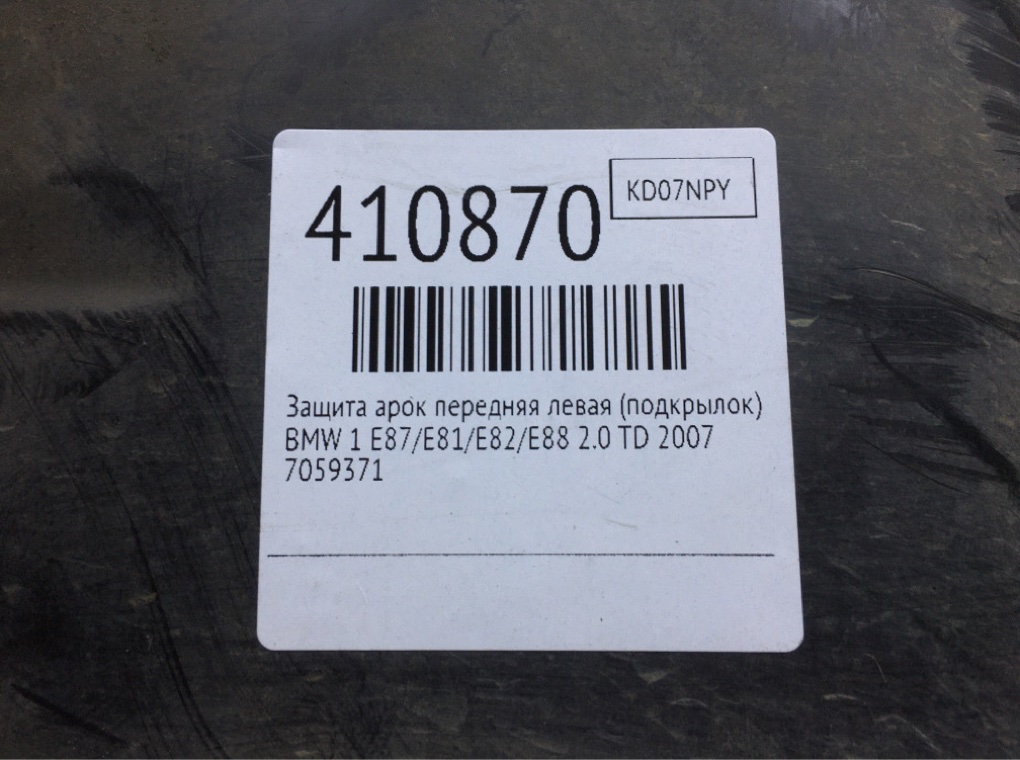 410870
KD07NPY
Защита арок передняя левая (подкрылок)
BMW 1 E87/E81/E82/E88 2.0 TD 2007
7059371